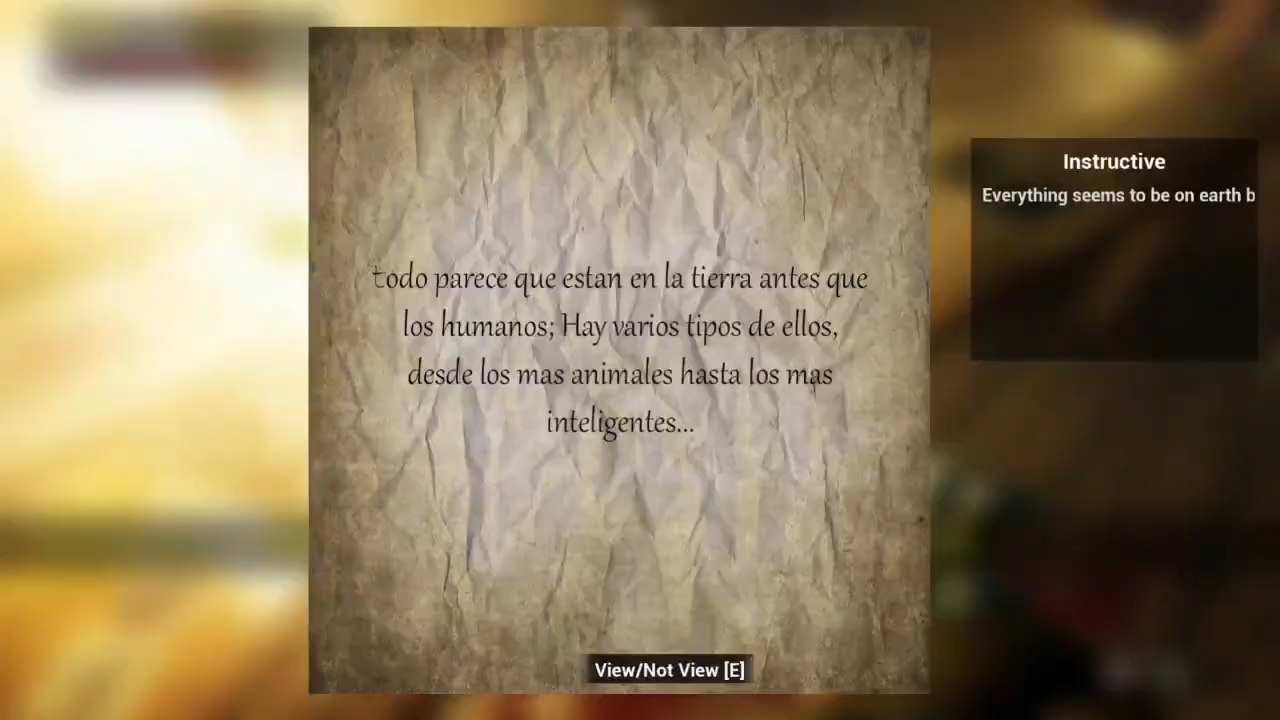 todo parece que estan en la tierra antes que
los humanos; Hay varios tipos de ellos,
desde los mas animales hasta los mas
inteligentes...
Instructive
Everything seems to be on earth b
View/Not View [E]